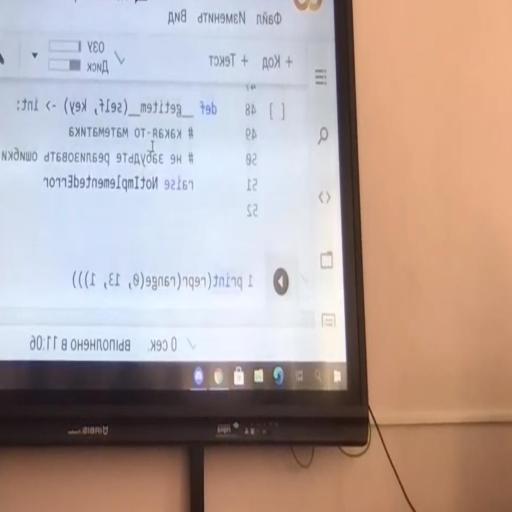 Файл Изменить Вид
+ Код + Текст
ОЗУ
Диск
[ ] 48 def __getitem__(self, key) -> int:
49 # какая-то математика
50 # не забудьте реализовать ошибки
51 raise NotImplementedError
52
1 print(repr(range(0, 13, 1)))
0 сек. выполнено в 11:06